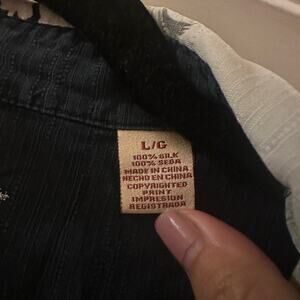 L/G
100% SILK
100% SEDA
MADE IN CHINA
HECHO EN CHINA
COPYRIGHTED
PRINT
IMPRESION
REGISTRADA